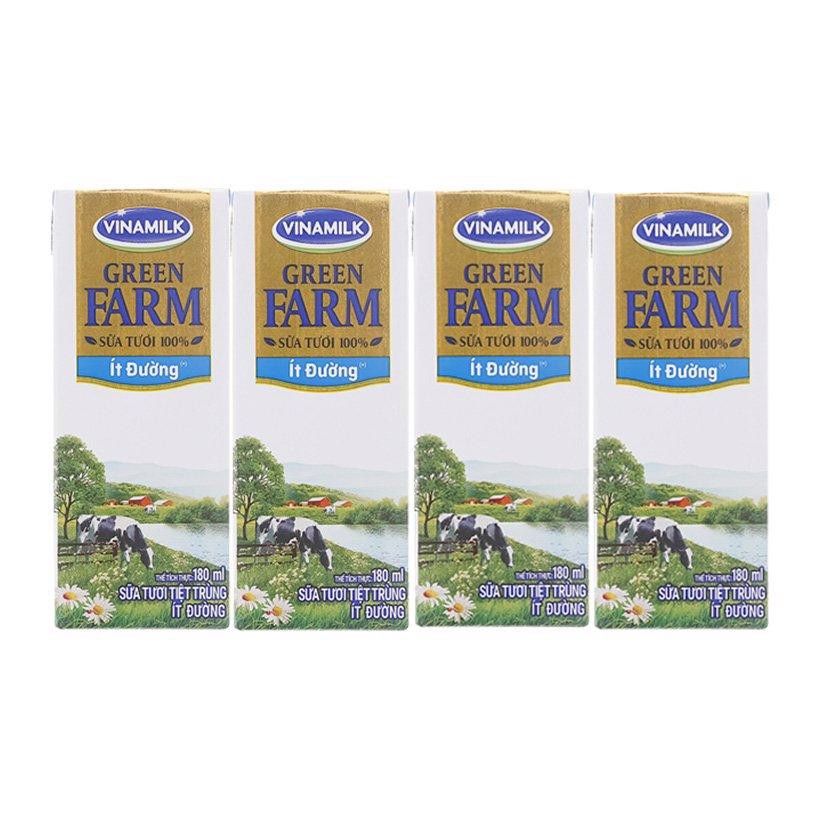 VINAMILK
GREEN
FARM
SỮA TƯƠI 100%
Ít Đường(*)
THỂ TÍCH THỰC: 180 ml
SỮA TƯƠI TIỆT TRÙNG
ÍT ĐƯỜNG
VINAMILK
GREEN
FARM
SỮA TƯƠI 100%
Ít Đường(*)
THỂ TÍCH THỰC: 180 ml
SỮA TƯƠI TIỆT TRÙNG
ÍT ĐƯỜNG
VINAMILK
GREEN
FARM
SỮA TƯƠI 100%
Ít Đường(*)
THỂ TÍCH THỰC: 180 ml
SỮA TƯƠI TIỆT TRÙNG
ÍT ĐƯỜNG
VINAMILK
GREEN
FARM
SỮA TƯƠI 100%
Ít Đường(*)
THỂ TÍCH THỰC: 180 ml
SỮA TƯƠI TIỆT TRÙNG
ÍT ĐƯỜNG